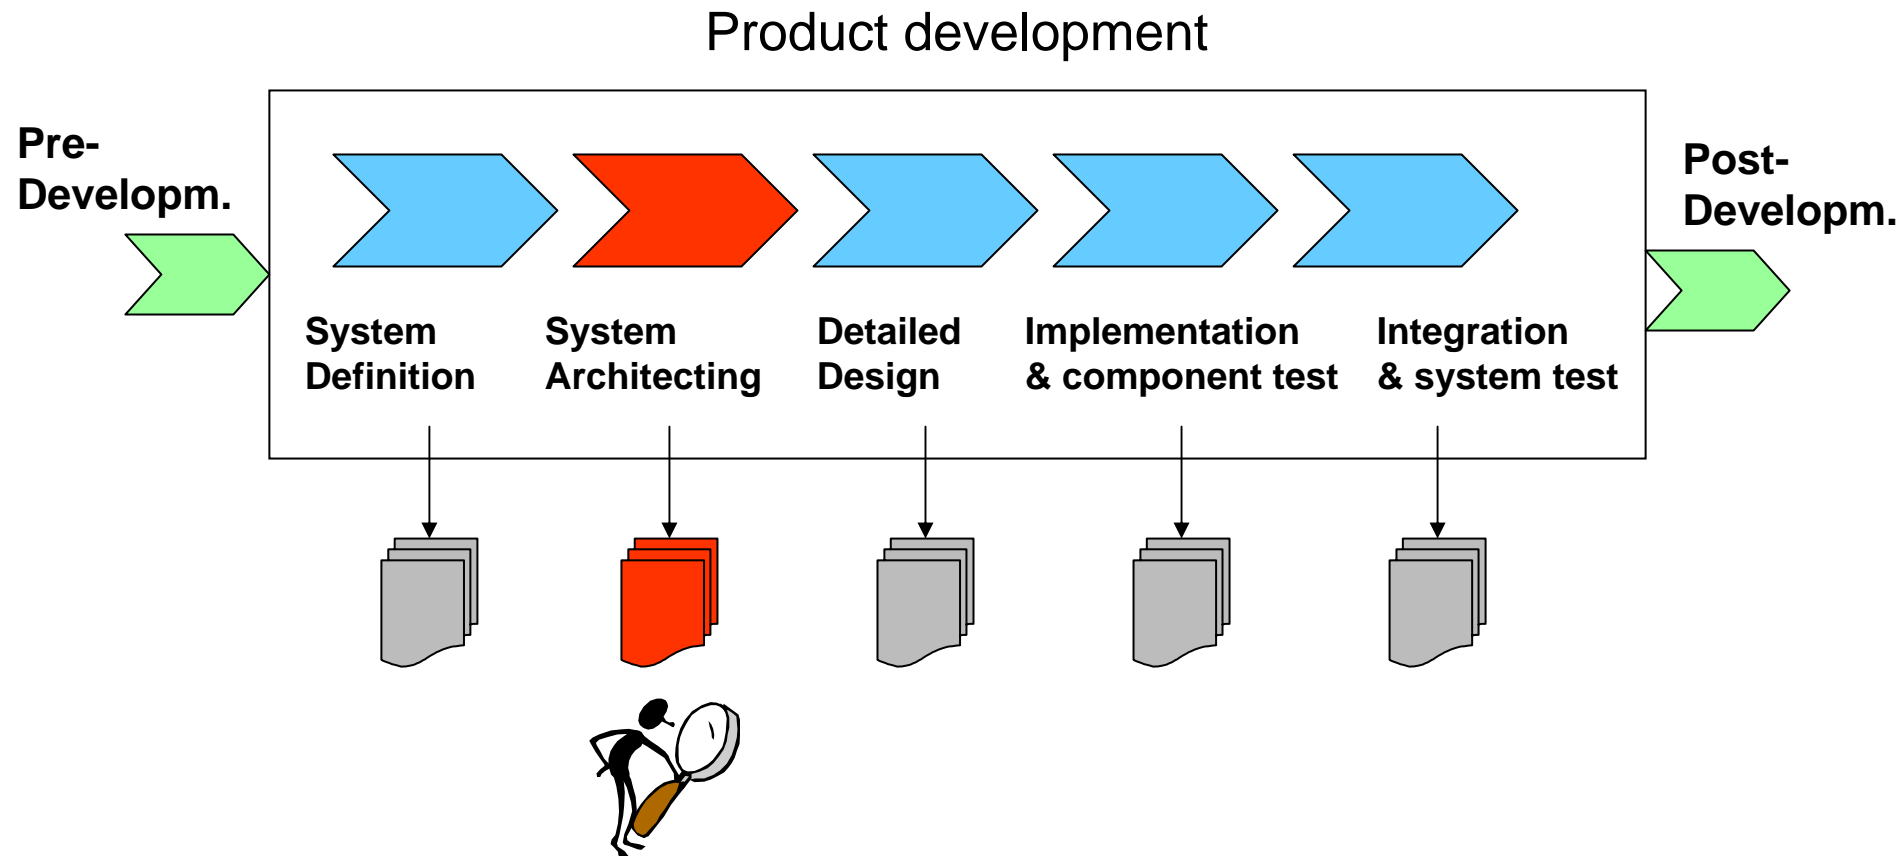 Product development
Pre-
Developm.
Post-
Developm.
System
Definition
System
Architecting
Detailed
Design
Implementation
& component test
Integration
& system test